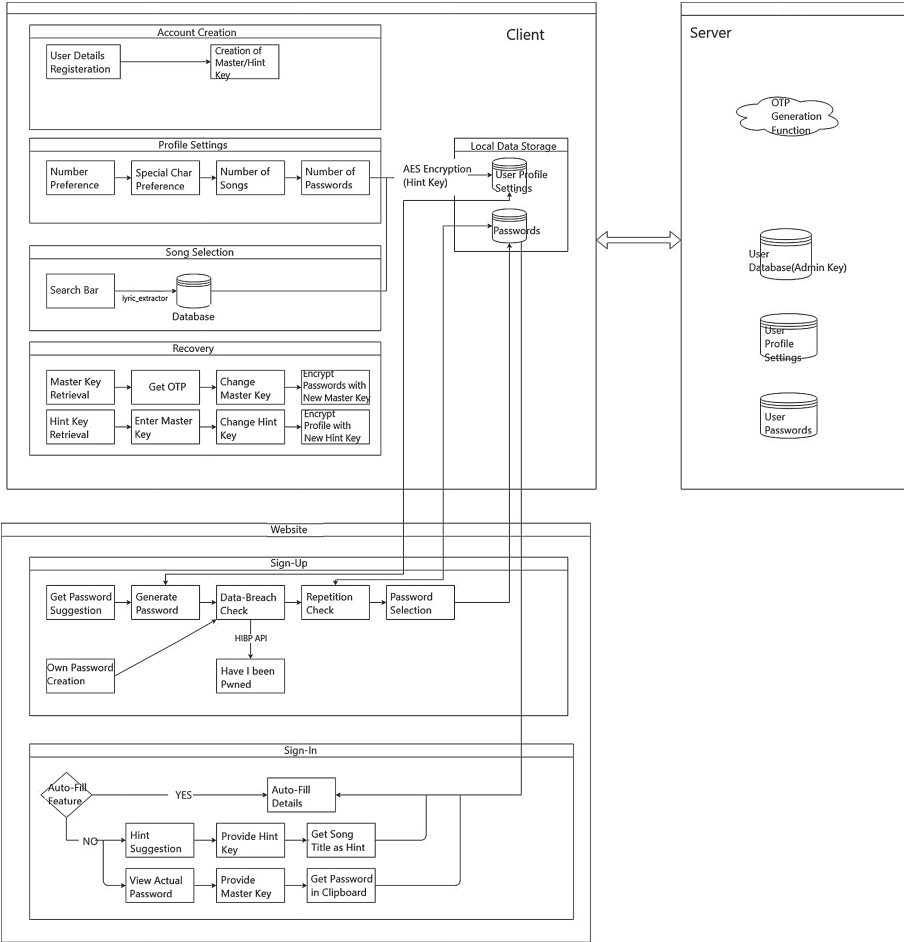 Client
Server
Account Creation
User Details
Registeration
Creation of
Master/Hint
Key
OTP
Generation
Function
Profile Settings
Number
Preference
Special Char
Preference
Number of
Songs
Number of
Passwords
AES Encryption
(Hint Key)
Local Data Storage
User Profile
Settings
Passwords
Song Selection
Search Bar
lyric_extractor
Database
User
Database(Admin Key)
User
Profile
Settings
User
Passwords
Recovery
Master Key
Retrieval
Get OTP
Change
Master Key
Encrypt
Passwords with
New Master Key
Hint Key
Retrieval
Enter Master
Key
Change Hint
Key
Encrypt
Profile with
New Hint Key
Website
Sign-Up
Get Password
Suggestion
Generate
Password
Data-Breach
Check
Repetition
Check
Password
Selection
HIBP API
Own Password
Creation
Have I been
Pwned
Sign-In
Auto-Fill
Feature
YES
Auto-Fill
Details
NO
Hint
Suggestion
Provide Hint
Key
Get Song
Title as Hint
View Actual
Password
Provide
Master Key
Get Password
in Clipboard